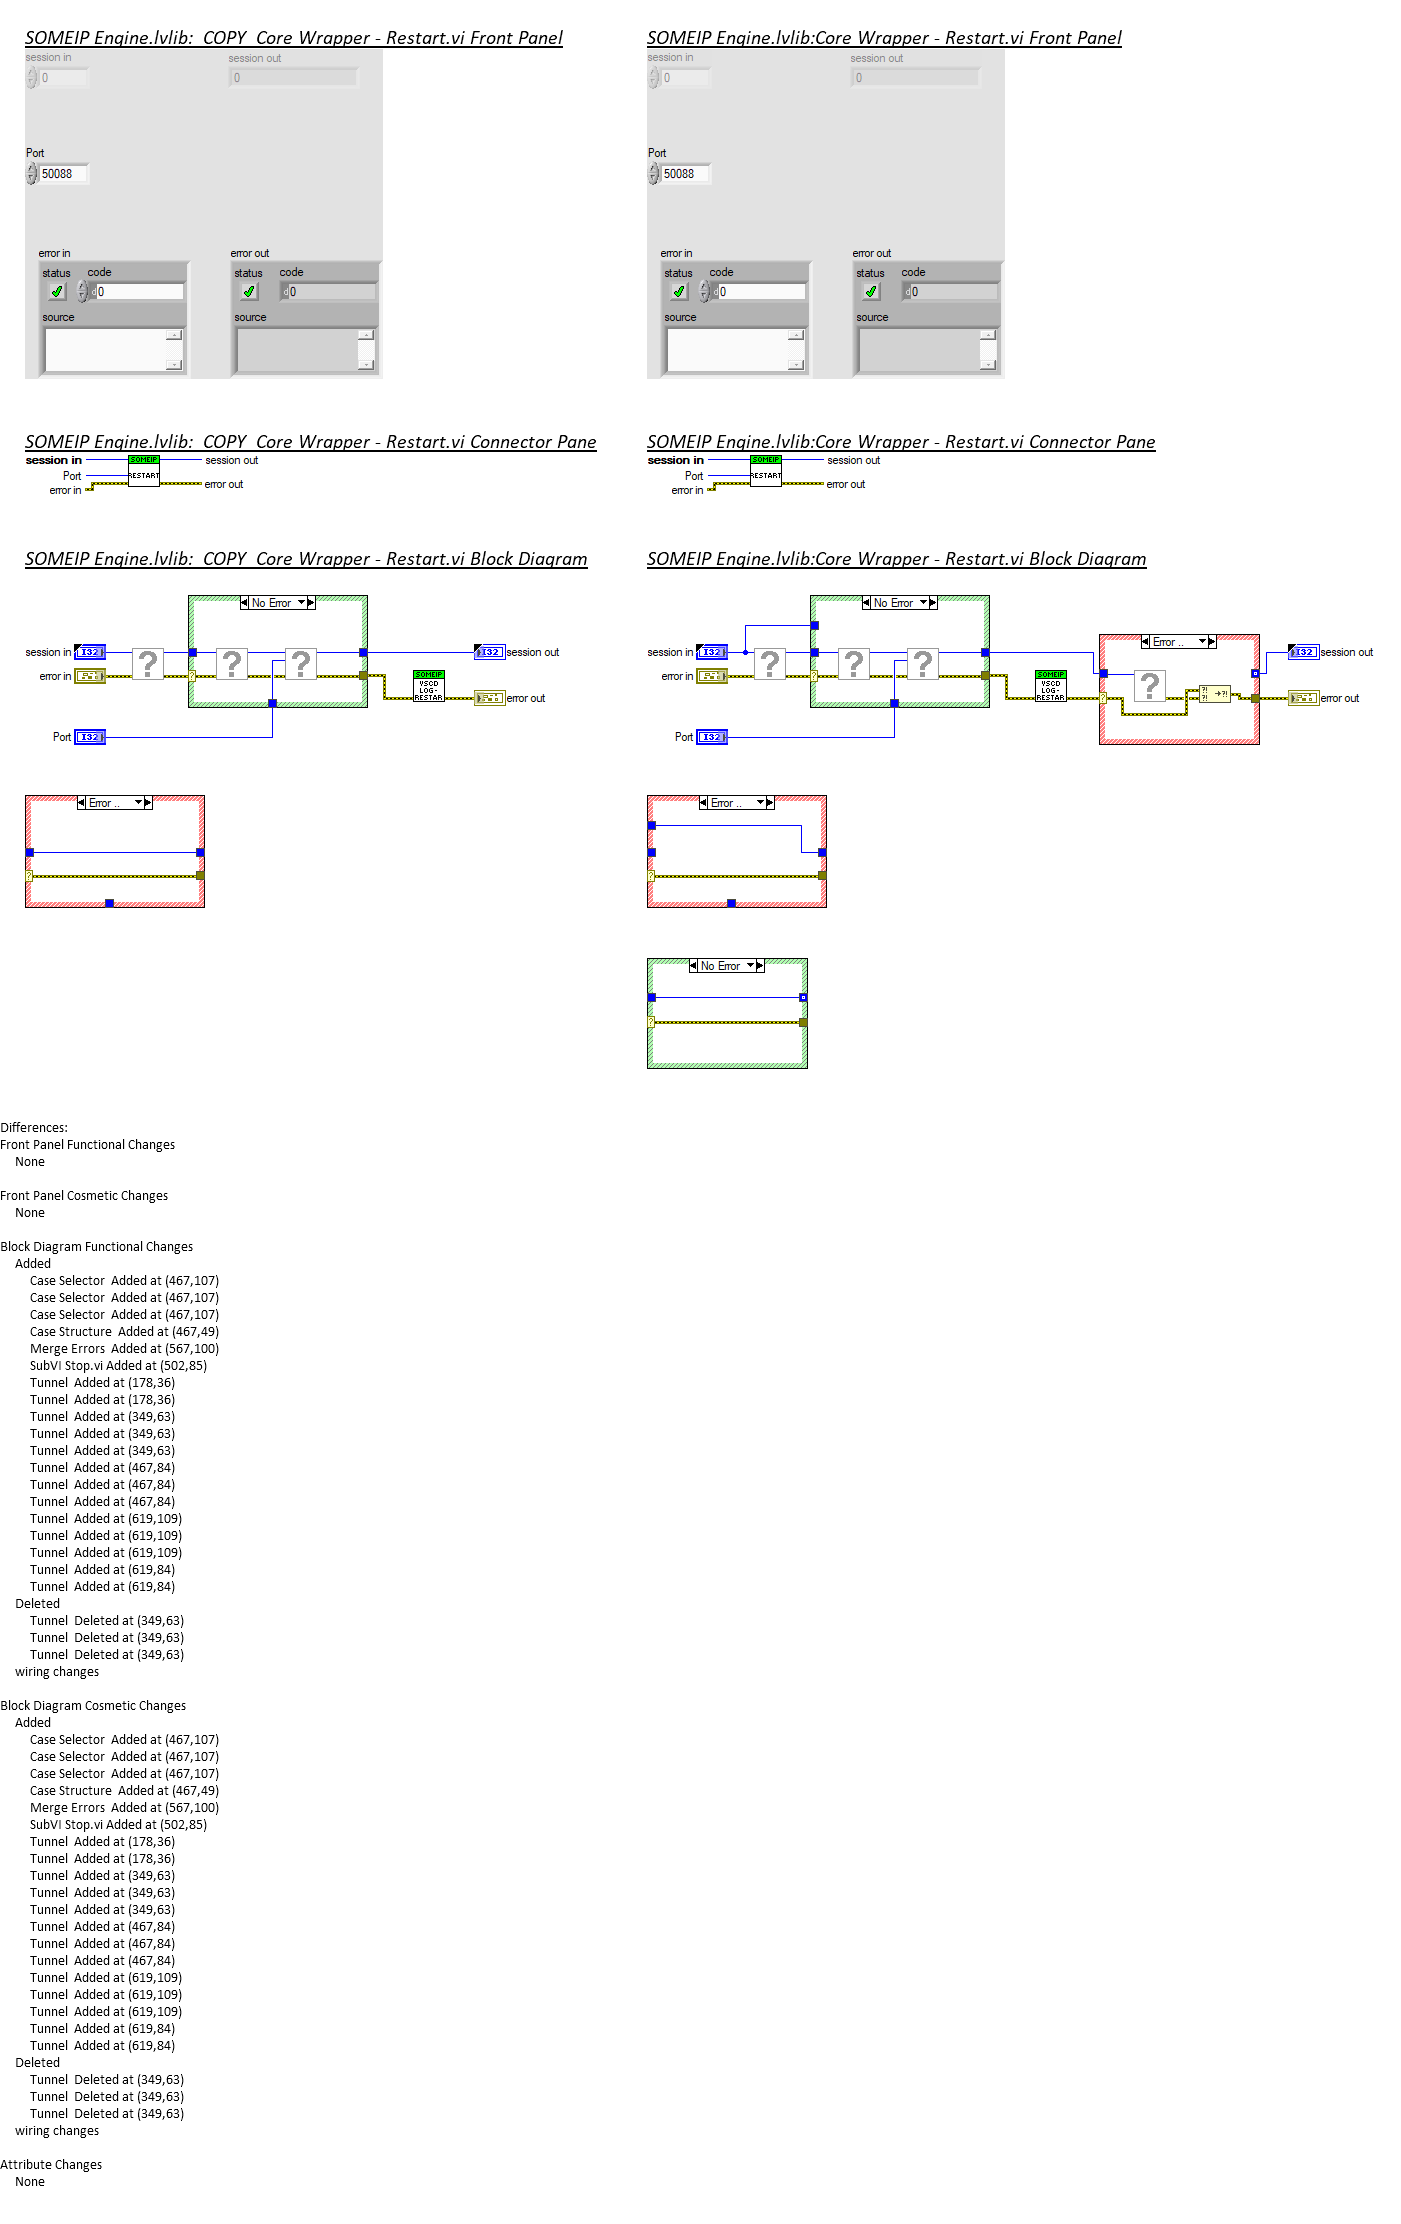 SOMEIP Engine.lvlib:_COPY_Core Wrapper - Restart.vi Front Panel
session in
session out
0
0
Port
50088
error in
error out
status code
status code
d0
d0
source
source
SOMEIP Engine.lvlib:Core Wrapper - Restart.vi Front Panel
session in
session out
0
0
Port
50088
error in
error out
status code
status code
d0
d0
source
source
SOMEIP Engine.lvlib:_COPY_Core Wrapper - Restart.vi Connector Pane
session in
SOMEIP
session out
Port
RESTART
error in
error out
SOMEIP Engine.lvlib:Core Wrapper - Restart.vi Connector Pane
session in
SOMEIP
session out
Port
RESTART
error in
error out
SOMEIP Engine.lvlib:_COPY_Core Wrapper - Restart.vi Block Diagram
No Error
session in
I32
?
?
?
I32
session out
error in
?
SOMEIP
VSCD
LOG-
RESTAR
error out
Port
I32
Error ..
?
SOMEIP Engine.lvlib:Core Wrapper - Restart.vi Block Diagram
No Error
Error ..
session in
I32
?
?
?
I32
session out
error in
?
SOMEIP
VSCD
LOG-
RESTAR
?
?
?!
?!
→?!
error out
Port
I32
Error ..
?
No Error
?
Differences:
Front Panel Functional Changes
None
Front Panel Cosmetic Changes
None
Block Diagram Functional Changes
Added
Case Selector  Added at (467,107)
Case Selector  Added at (467,107)
Case Selector  Added at (467,107)
Case Structure  Added at (467,49)
Merge Errors  Added at (567,100)
SubVI Stop.vi Added at (502,85)
Tunnel  Added at (178,36)
Tunnel  Added at (178,36)
Tunnel  Added at (349,63)
Tunnel  Added at (349,63)
Tunnel  Added at (349,63)
Tunnel  Added at (467,84)
Tunnel  Added at (467,84)
Tunnel  Added at (467,84)
Tunnel  Added at (619,109)
Tunnel  Added at (619,109)
Tunnel  Added at (619,109)
Tunnel  Added at (619,84)
Tunnel  Added at (619,84)
Deleted
Tunnel  Deleted at (349,63)
Tunnel  Deleted at (349,63)
Tunnel  Deleted at (349,63)
wiring changes
Block Diagram Cosmetic Changes
Added
Case Selector  Added at (467,107)
Case Selector  Added at (467,107)
Case Selector  Added at (467,107)
Case Structure  Added at (467,49)
Merge Errors  Added at (567,100)
SubVI Stop.vi Added at (502,85)
Tunnel  Added at (178,36)
Tunnel  Added at (178,36)
Tunnel  Added at (349,63)
Tunnel  Added at (349,63)
Tunnel  Added at (349,63)
Tunnel  Added at (467,84)
Tunnel  Added at (467,84)
Tunnel  Added at (467,84)
Tunnel  Added at (619,109)
Tunnel  Added at (619,109)
Tunnel  Added at (619,109)
Tunnel  Added at (619,84)
Tunnel  Added at (619,84)
Deleted
Tunnel  Deleted at (349,63)
Tunnel  Deleted at (349,63)
Tunnel  Deleted at (349,63)
wiring changes
Attribute Changes
None